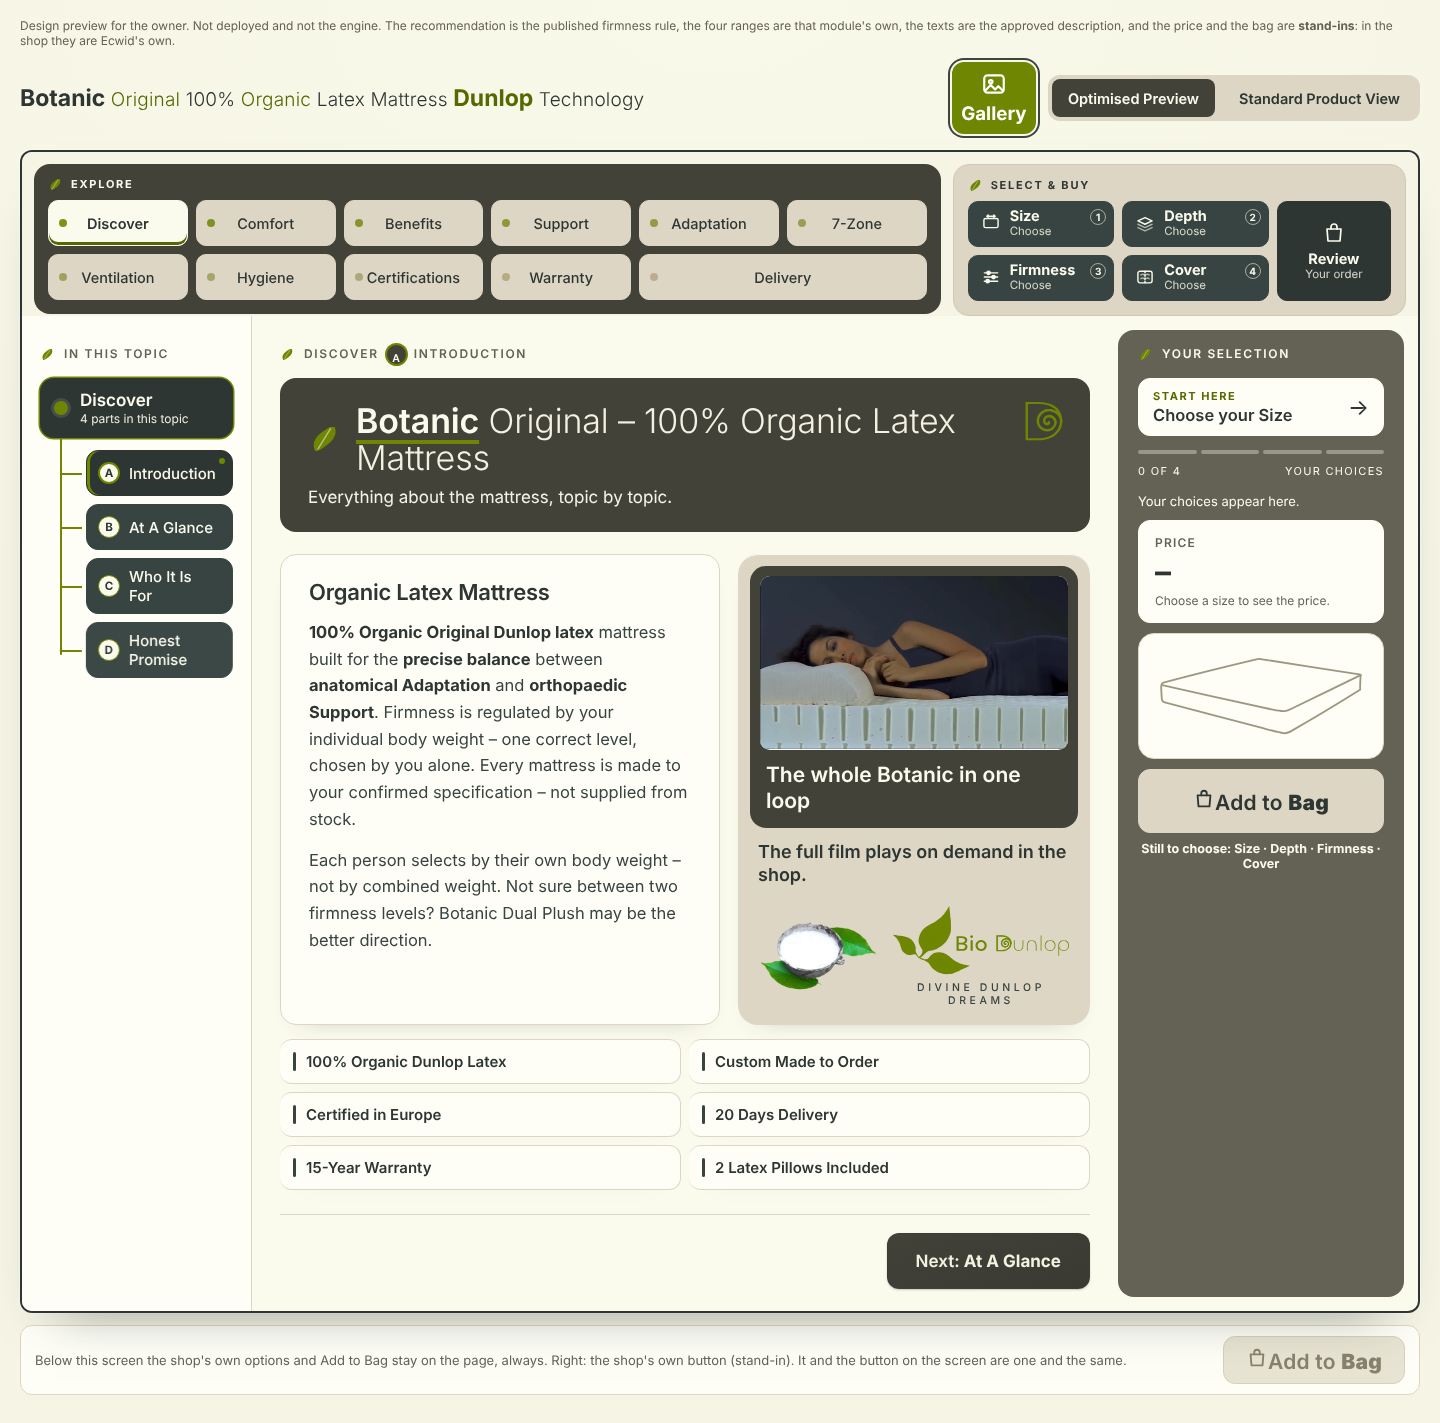 Design preview for the owner. Not deployed and not the engine. The recommendation is the published firmness rule, the four ranges are that module's own, the texts are the approved description, and the price and the bag are stand-ins: in the
shop they are Ecwid's own.
Botanic Original 100% Organic Latex Mattress Dunlop Technology
Gallery
Optimised Preview
Standard Product View
EXPLORE
Discover
Comfort
Benefits
Support
Adaptation
7-Zone
Ventilation
Hygiene
Certifications
Warranty
Delivery
SELECT & BUY
Size
Choose
1
Depth
Choose
2
Firmness
Choose
3
Cover
Choose
4
Review
Your order
IN THIS TOPIC
Discover
4 parts in this topic
A Introduction
B At A Glance
C Who It Is
For
D Honest
Promise
DISCOVER A INTRODUCTION
Botanic Original – 100% Organic Latex
Mattress
Everything about the mattress, topic by topic.
Organic Latex Mattress
100% Organic Original Dunlop latex mattress
built for the precise balance between
anatomical Adaptation and orthopaedic
Support. Firmness is regulated by your
individual body weight – one correct level,
chosen by you alone. Every mattress is made to
your confirmed specification – not supplied from
stock.
Each person selects by their own body weight –
not by combined weight. Not sure between two
firmness levels? Botanic Dual Plush may be the
better direction.
The whole Botanic in one
loop
The full film plays on demand in the
shop.
Bio Dunlop
DIVINE DUNLOP
DREAMS
100% Organic Dunlop Latex
Custom Made to Order
Certified in Europe
20 Days Delivery
15-Year Warranty
2 Latex Pillows Included
Next: At A Glance
YOUR SELECTION
START HERE
Choose your Size
0 OF 4
YOUR CHOICES
Your choices appear here.
PRICE
–
Choose a size to see the price.
Add to Bag
Still to choose: Size · Depth · Firmness ·
Cover
Below this screen the shop's own options and Add to Bag stay on the page, always. Right: the shop's own button (stand-in). It and the button on the screen are one and the same.
Add to Bag